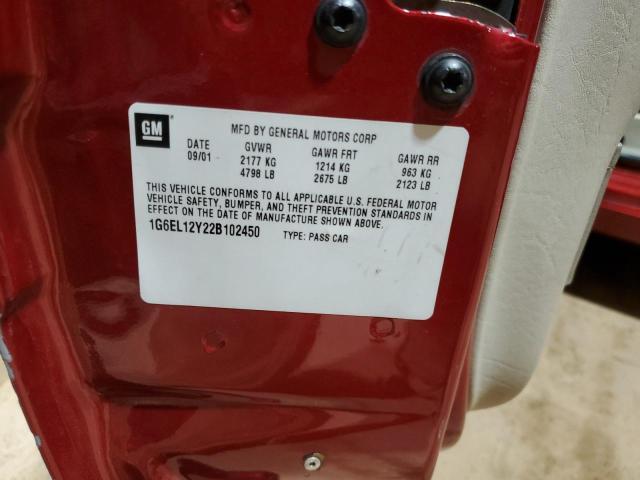 GM
MFD BY GENERAL MOTORS CORP
DATE GVWR GAWR FRT GAWR RR
09/01 2177 KG 1214 KG 963 KG
4798 LB 2675 LB 2123 LB
THIS VEHICLE CONFORMS TO ALL APPLICABLE U.S. FEDERAL MOTOR
VEHICLE SAFETY, BUMPER, AND THEFT PREVENTION STANDARDS IN
EFFECT ON THE DATE OF MANUFACTURE SHOWN ABOVE.
1G6EL12Y22B102450 TYPE: PASS CAR